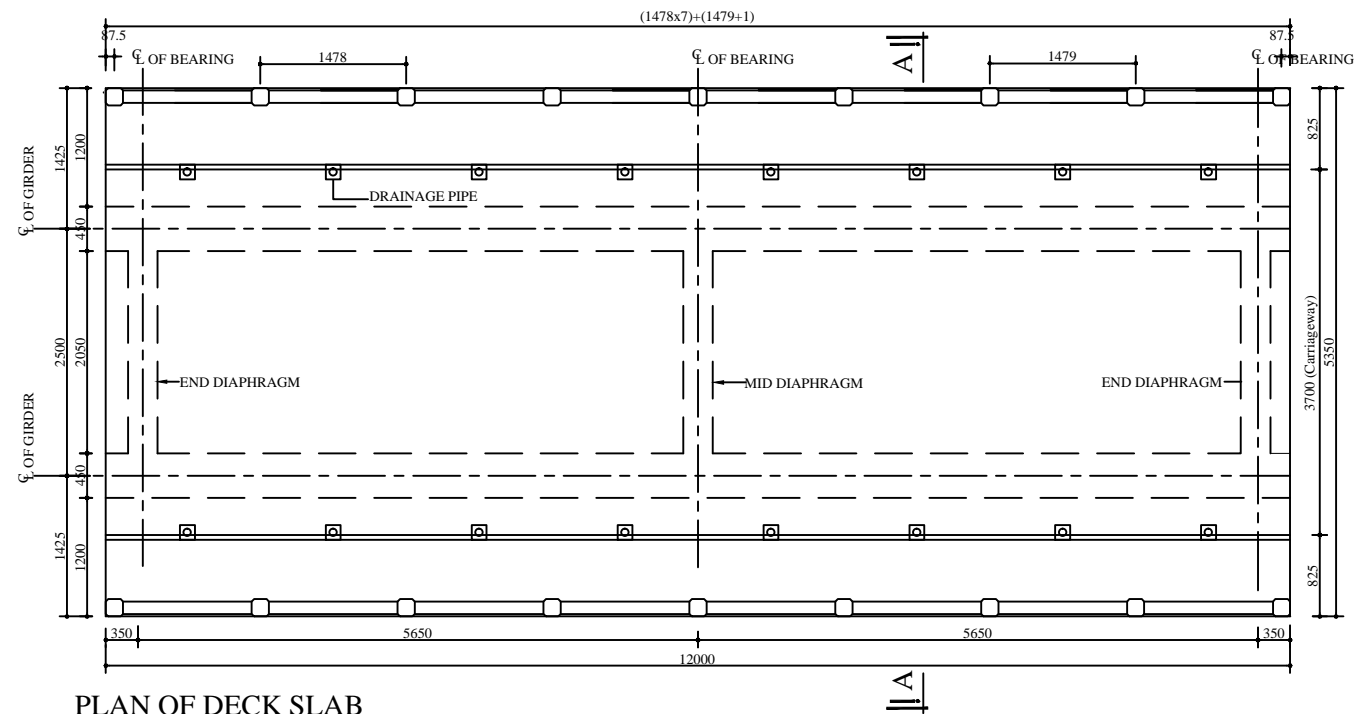 (1478x7)+(1479+1)
87.5
87.5
℄ OF BEARING
℄ OF BEARING
℄ OF BEARING
1478
1479
A
1425
1200
825
℄ OF GIRDER
DRAINAGE PIPE
450
2500
2050
3700 (Carriageway)
5350
END DIAPHRAGM
MID DIAPHRAGM
END DIAPHRAGM
℄ OF GIRDER
450
1425
1200
825
350
5650
5650
350
12000
A
PLAN OF DECK SLAB